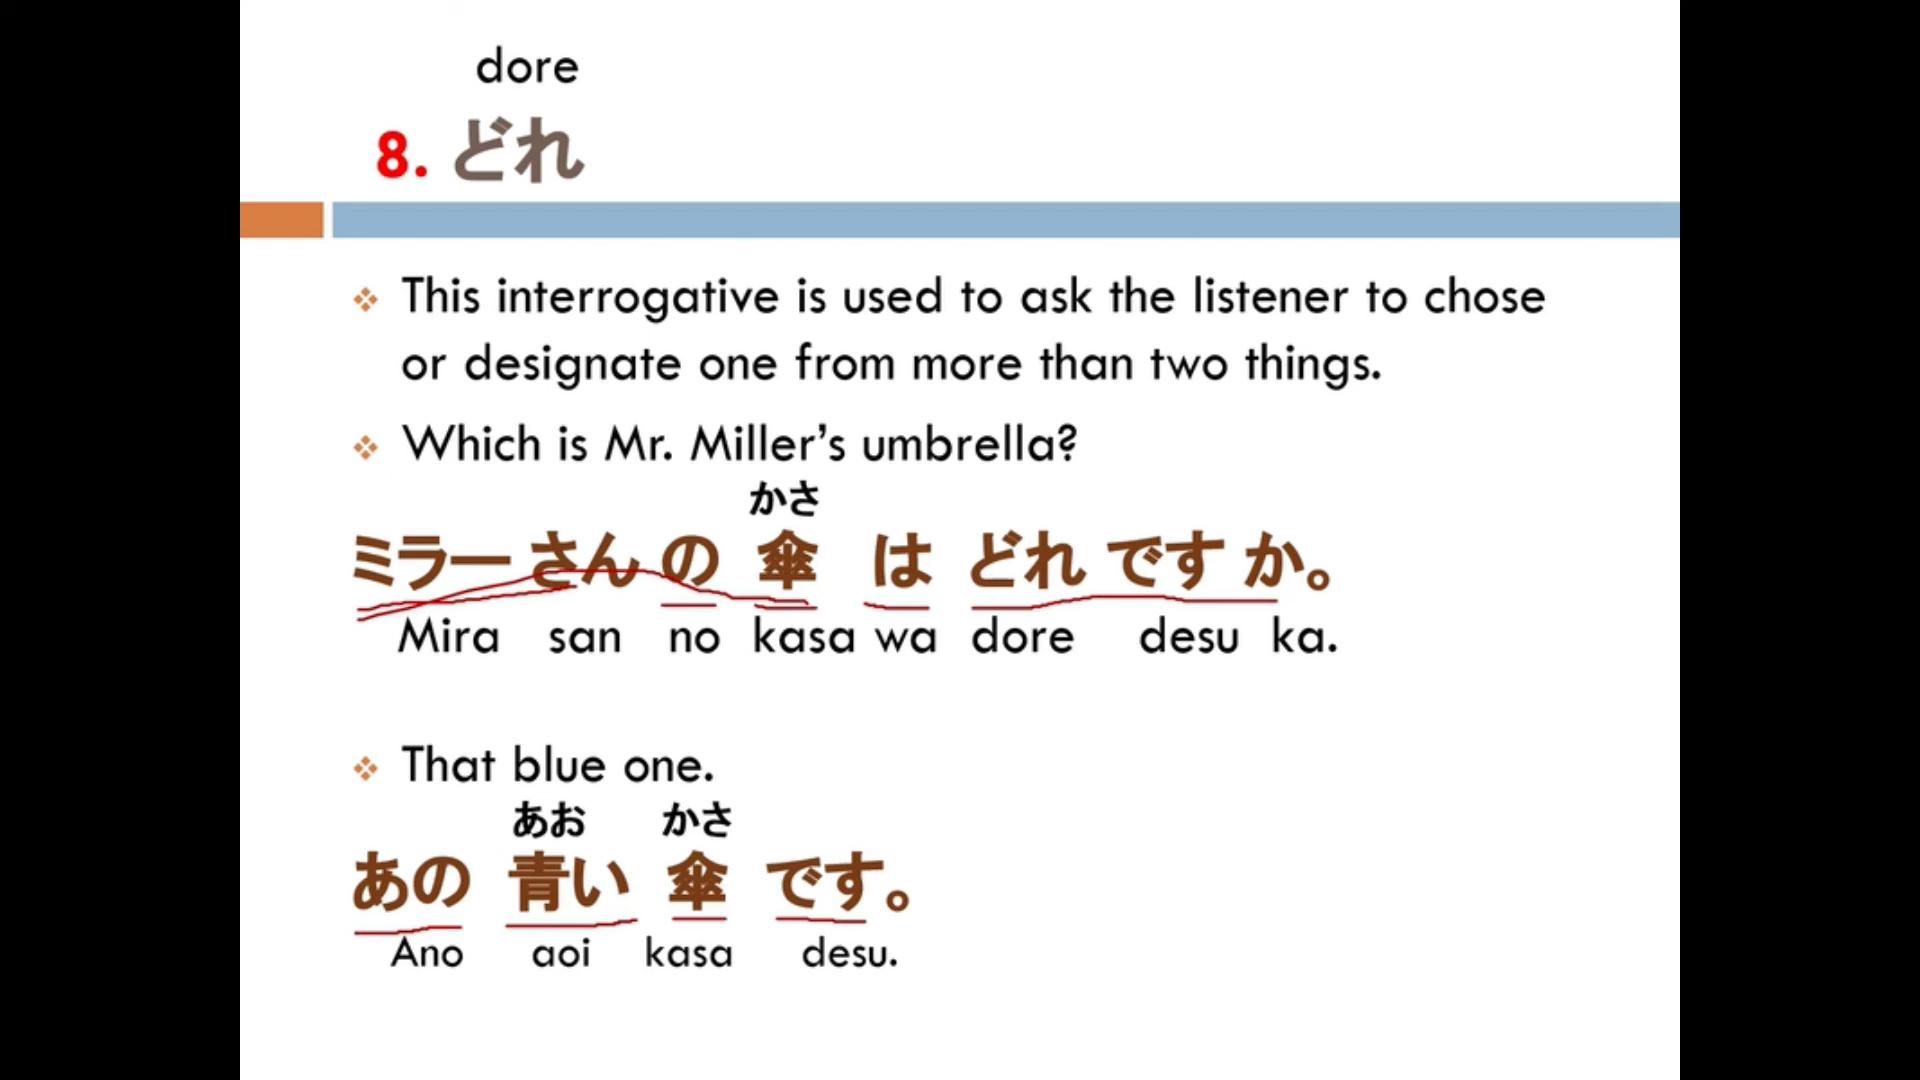 dore
8. どれ
This interrogative is used to ask the listener to chose
or designate one from more than two things.
Which is Mr. Miller's umbrella?
かさ
ミラー さん の 傘 は どれ です か。
Mira san no kasa wa dore desu ka.
That blue one.
あお かさ
あの 青い 傘 です。
Ano aoi kasa desu.